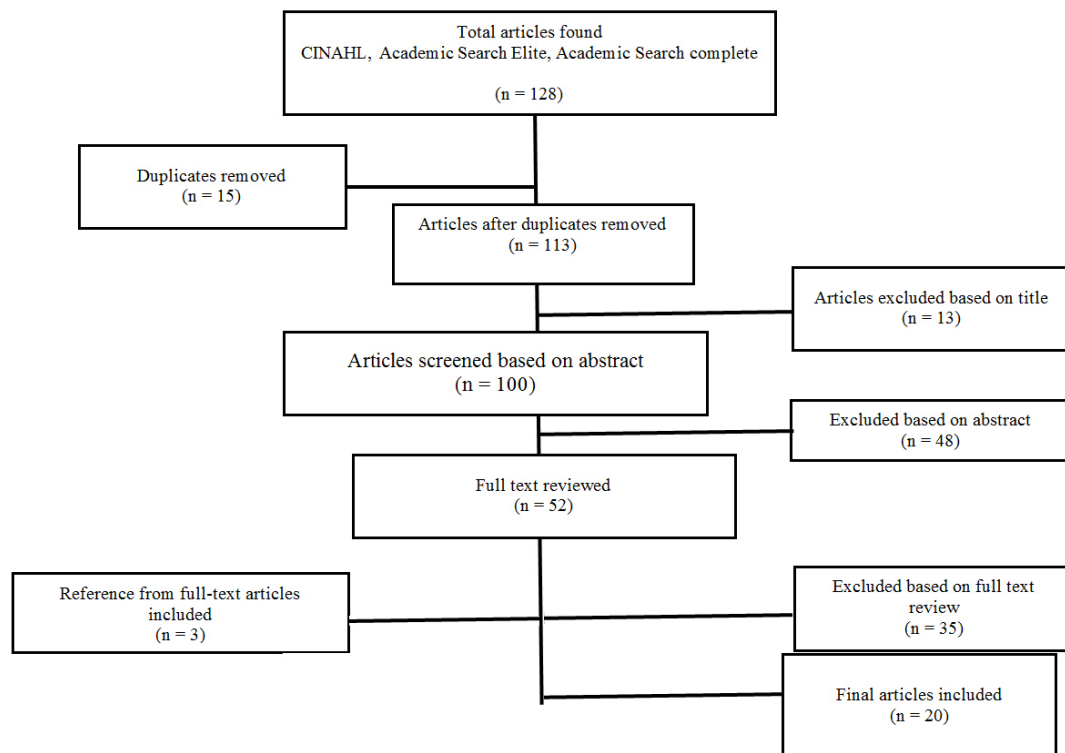 Total articles found
CINAHL, Academic Search Elite, Academic Search complete
(n = 128)
Duplicates removed
(n = 15)
Articles after duplicates removed
(n = 113)
Articles excluded based on title
(n = 13)
Articles screened based on abstract
(n = 100)
Excluded based on abstract
(n = 48)
Full text reviewed
(n = 52)
Reference from full-text articles
included
(n = 3)
Excluded based on full text
review
(n = 35)
Final articles included
(n = 20)